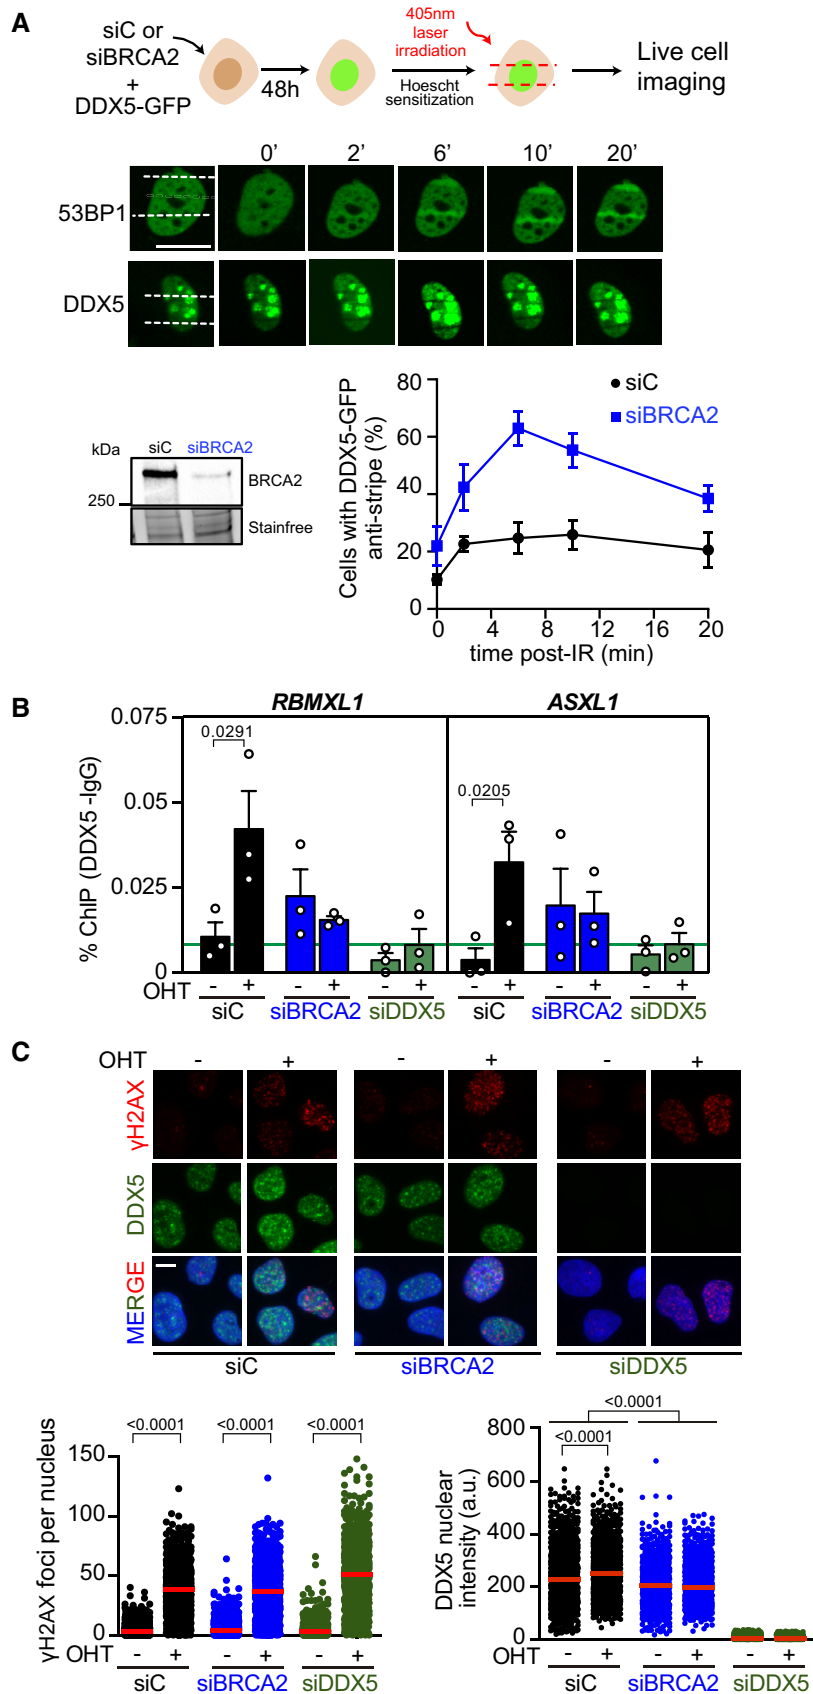 A
siC or
siBRCA2
+
DDX5-GFP
48h
405nm
laser
irradiation
Hoescht
sensitization
Live cell
imaging
0' 2' 6' 10' 20'
53BP1
DDX5
kDa siC siBRCA2
BRCA2
250
Stainfree
Cells with DDX5-GFP
anti-stripe (%)
80
60
40
20
0
siC
siBRCA2
0 4 8 12 16 20
time post-IR (min)
B
RBMXL1 ASXL1
% ChIP (DDX5 -IgG)
0.075
0.05
0.025
0
0.0291
0.0205
OHT - + - + - + - + - + - +
siC siBRCA2 siDDX5 siC siBRCA2 siDDX5
C
OHT - + - + - +
γH2AX
DDX5
MERGE
siC siBRCA2 siDDX5
γH2AX foci per nucleus
<0.0001 <0.0001 <0.0001
150
100
50
0
OHT - + - + - +
siC siBRCA2 siDDX5
DDX5 nuclear
intensity (a.u.)
<0.0001
<0.0001
800
600
400
200
0
OHT - + - + - +
siC siBRCA2 siDDX5